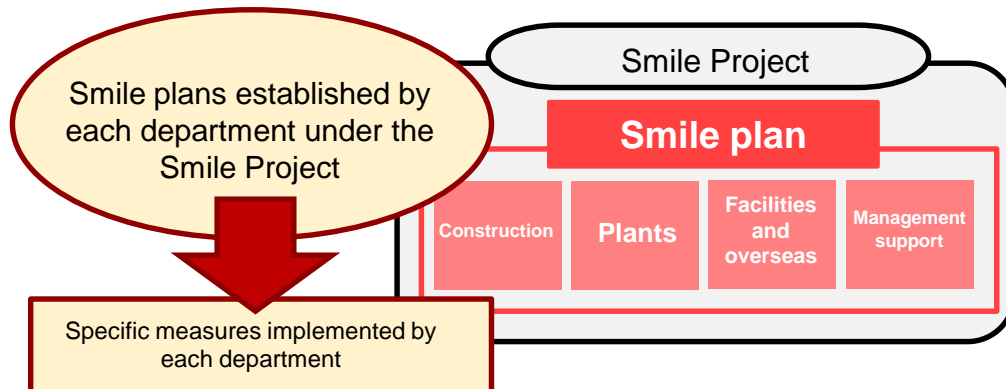 Smile plans established by
each department under the
Smile Project
Specific measures implemented by
each department
Smile Project
Smile plan
Construction
Plants
Facilities
and
overseas
Management
support